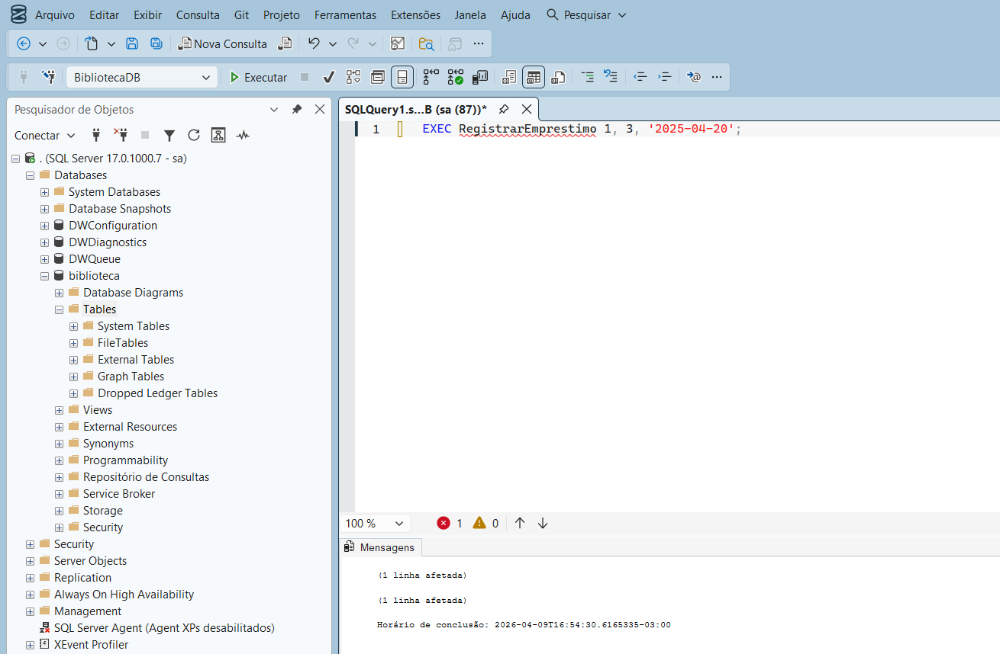 Arquivo Editar Exibir Consulta Git Projeto Ferramentas Extensões Janela Ajuda Pesquisar
Nova Consulta
BibliotecaDB Executar
Pesquisador de Objetos
Conectar
. (SQL Server 17.0.1000.7 - sa)
Databases
System Databases
Database Snapshots
DWConfiguration
DWDiagnostics
DWQueue
biblioteca
Database Diagrams
Tables
System Tables
FileTables
External Tables
Graph Tables
Dropped Ledger Tables
Views
External Resources
Synonyms
Programmability
Repositório de Consultas
Service Broker
Storage
Security
Security
Server Objects
Replication
Always On High Availability
Management
SQL Server Agent (Agent XPs desabilitados)
XEvent Profiler
SQLQuery1.s...B (sa (87))*
1 EXEC RegistrarEmprestimo 1, 3, '2025-04-20';
100 % 1 0
Mensagens
(1 linha afetada)
(1 linha afetada)
Horário de conclusão: 2026-04-09T16:54:30.6165335-03:00